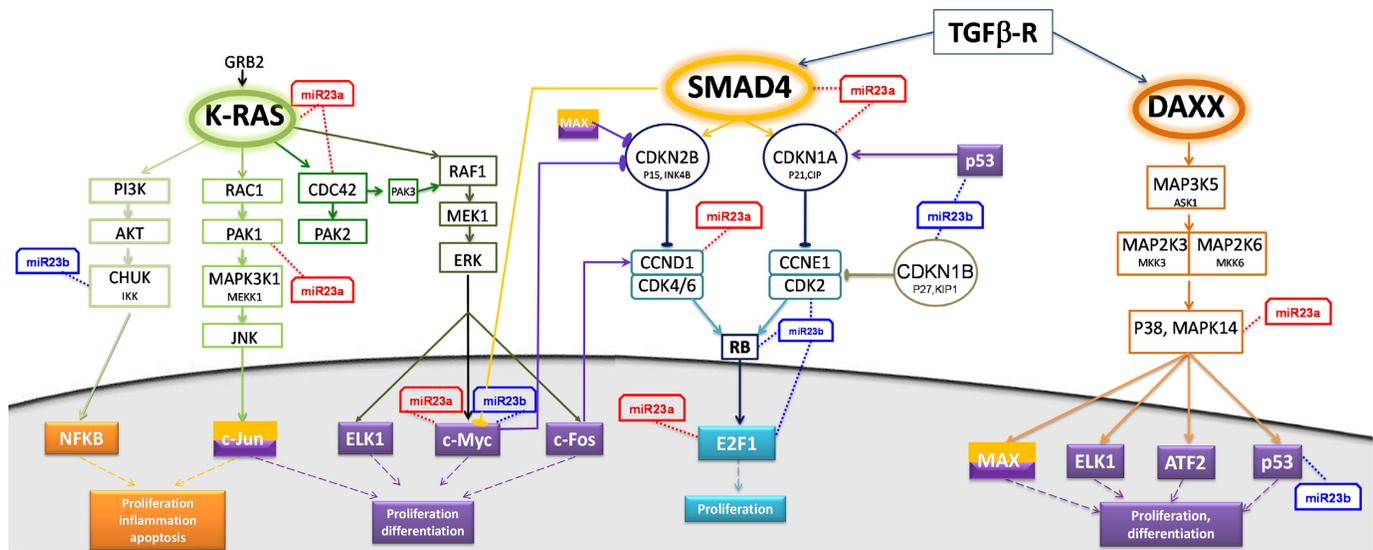 TGFβ-R
GRB2
miR23a
K-RAS
SMAD4
miR23a
DAXX
MAX
CDKN2B
P15, INK4B
CDKN1A
P21,CIP
p53
PI3K
RAC1
CDC42
PAK3
RAF1
MAP3K5
ASK1
AKT
PAK1
PAK2
MEK1
miR23a
miR23b
miR23b
CHUK
IKK
MAPK3K1
MEKK1
miR23a
ERK
CCND1
CDK4/6
CCNE1
CDK2
CDKN1B
P27,KIP1
MAP2K3
MKK3
MAP2K6
MKK6
JNK
RB
miR23b
P38, MAPK14
miR23a
miR23a
miR23b
miR23a
NFKB
c-Jun
ELK1
c-Myc
c-Fos
E2F1
MAX
ELK1
ATF2
p53
miR23b
Proliferation
inflammation
apoptosis
Proliferation
differentiation
Proliferation
Proliferation,
differentiation